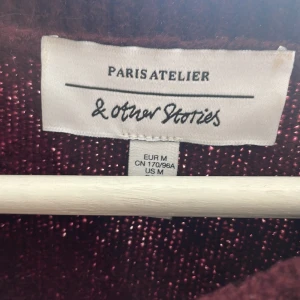 PARIS ATELIER
& other Stories
EUR M
CN 170/96A
US M